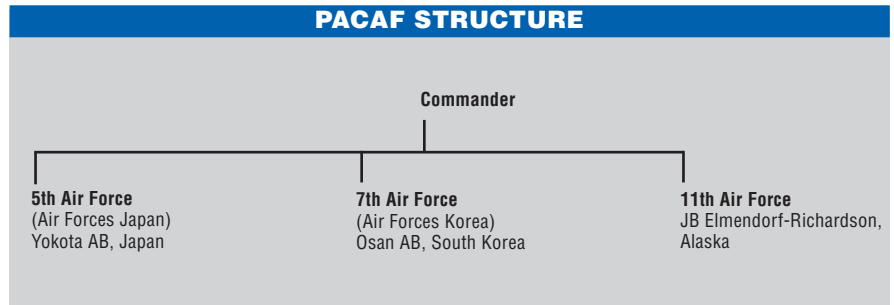 PACAF STRUCTURE
Commander
5th Air Force
(Air Forces Japan)
Yokota AB, Japan
7th Air Force
(Air Forces Korea)
Osan AB, South Korea
11th Air Force
JB Elmendorf-Richardson,
Alaska